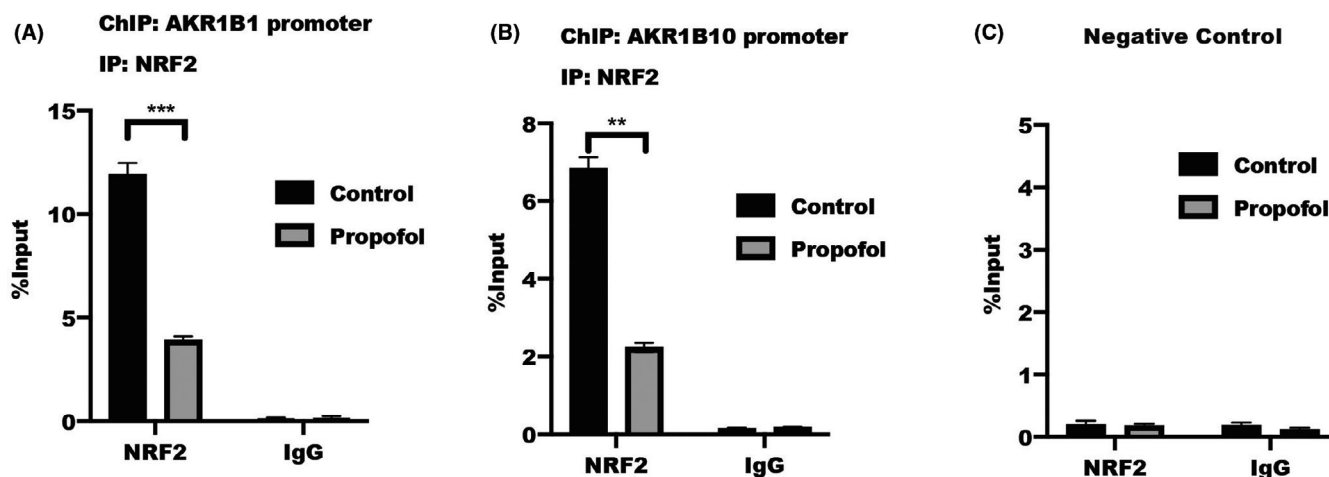 (A)
ChIP: AKR1B1 promoter
IP: NRF2
15
10
5
0
%Input
***
Control
Propofol
NRF2
IgG
(B)
ChIP: AKR1B10 promoter
IP: NRF2
8
6
4
2
0
%Input
**
Control
Propofol
NRF2
IgG
(C)
Negative Control
5
4
3
2
1
0
%Input
Control
Propofol
NRF2
IgG